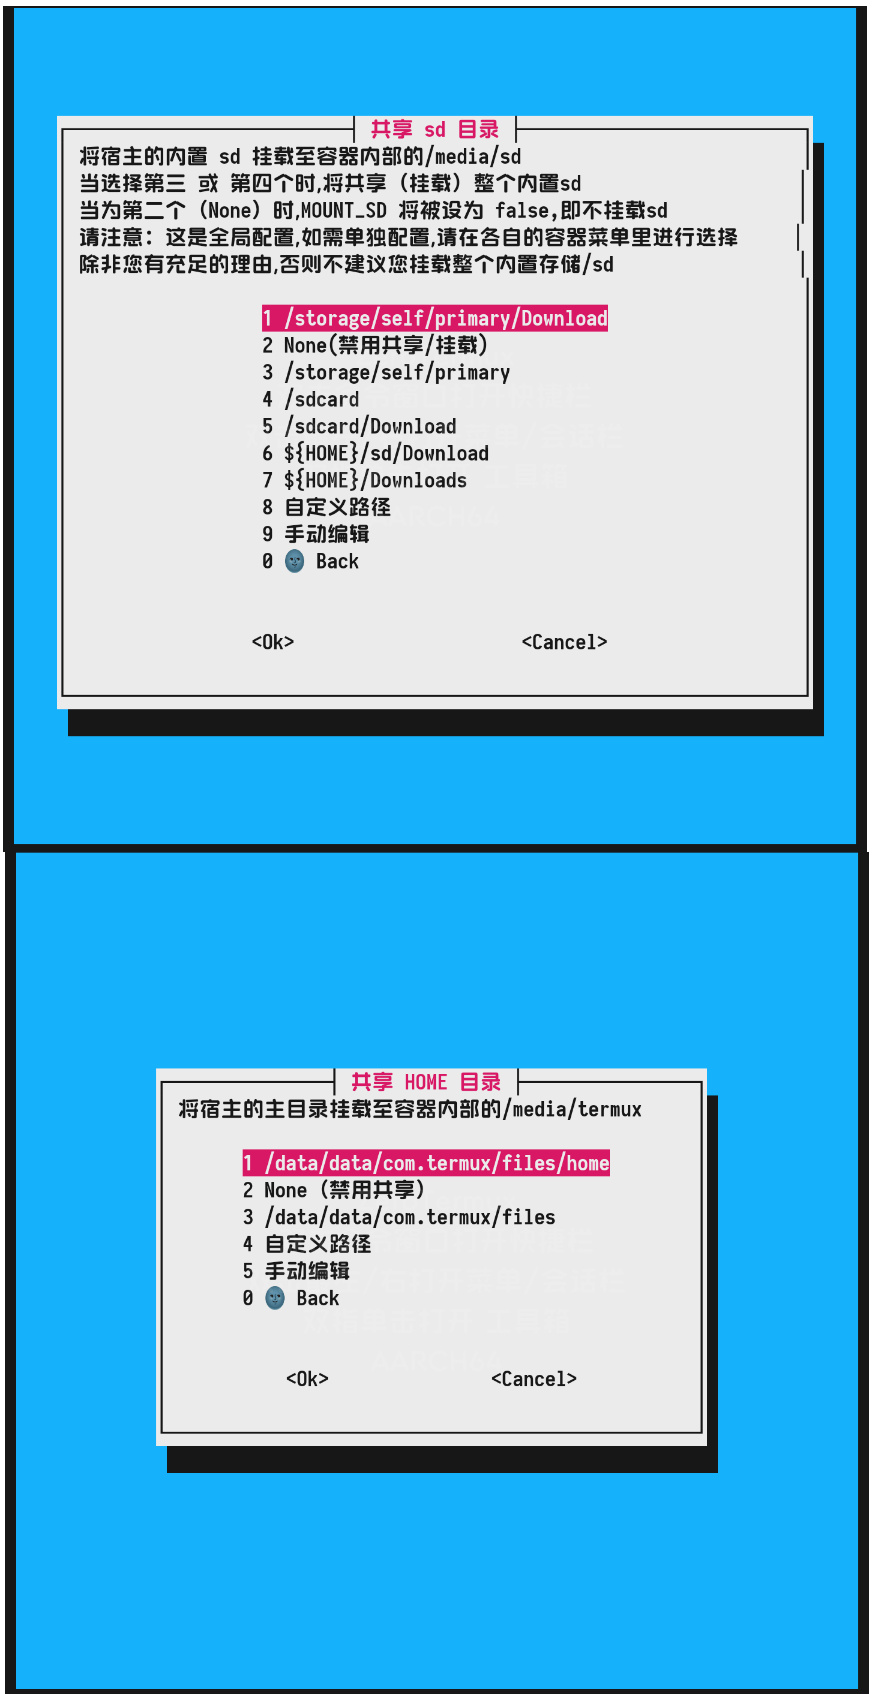 共享 sd 目录
将宿主的内置 sd 挂载至容器内部的/media/sd
当选择第三 或 第四个时,将共享（挂载）整个内置sd
当为第二个（None）时,MOUNT_SD 将被设为 false,即不挂载sd
请注意: 这是全局配置,如需单独配置,请在各自的容器菜单里进行选择
除非您有充足的理由,否则不建议您挂载整个内置存储/sd
1 /storage/self/primary/Download
2 None(禁用共享/挂载)
3 /storage/self/primary
4 /sdcard
5 /sdcard/Download
6 ${HOME}/sd/Download
7 ${HOME}/Downloads
8 自定义路径
9 手动编辑
0 🌚 Back
<Ok> <Cancel>
共享 HOME 目录
将宿主的主目录挂载至容器内部的/media/termux
1 /data/data/com.termux/files/home
2 None（禁用共享）
3 /data/data/com.termux/files
4 自定义路径
5 手动编辑
0 🌚 Back
<Ok> <Cancel>